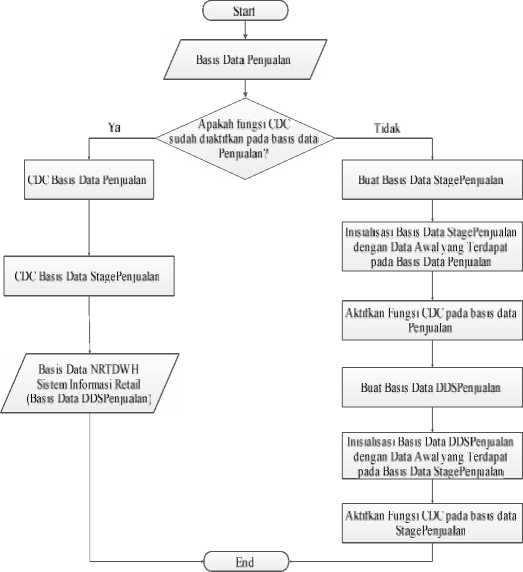 Start
Basis Data Penjualan
Apakah fungsi CDC
sudah diaktifkan pada basis data
Penjualan?
Ya
Tidak
CDC Basis Data Penjualan
CDC Basis Data StagePenjualan
Basis Data NRTDWH
Sistem Informasi Retail
(Basis Data DDSPenjualan)
Buat Basis Data StagePenjualan
Inisialisasi Basis Data StagePenjualan
dengan Data Awal yang Terdapat
pada Basis Data Penjualan
Aktifkan Fungsi CDC pada basis data
Penjualan
Buat Basis Data DDSPenjualan
Inisialisasi Basis Data DDSPenjualan
dengan Data Awal yang Terdapat
pada Basis Data StagePenjualan
Aktifkan Fungsi CDC pada basis data
StagePenjualan
End